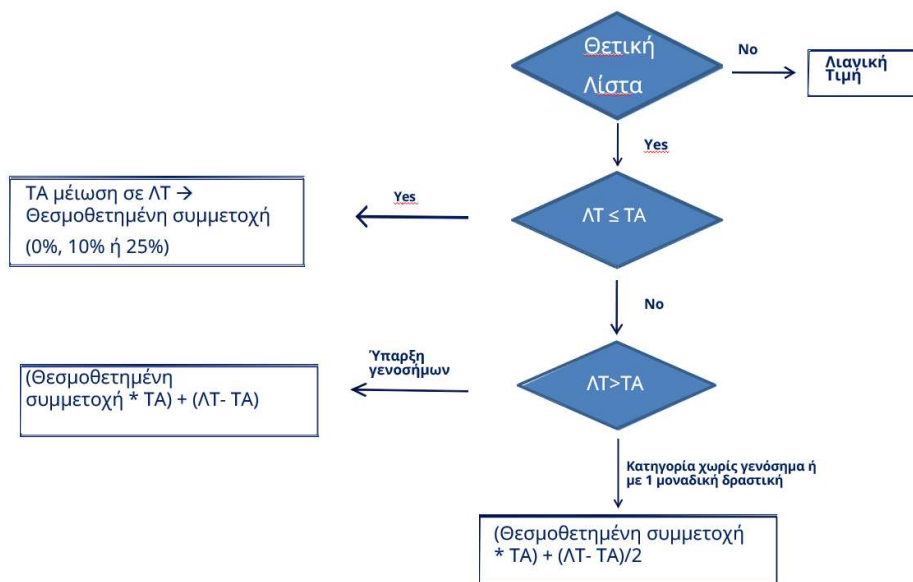 Θετική
Λίστα
No
Λιανική
Τιμή
Yes
ΛΤ ≤ ΤΑ
Yes
ΤΑ μέιωση σε ΛΤ →
Θεσμοθετημένη συμμετοχή
(0%, 10% ή 25%)
No
ΛΤ>ΤΑ
Ύπαρξη
γενοσήμων
(Θεσμοθετημένη
συμμετοχή * ΤΑ) + (ΛΤ- ΤΑ)
Κατηγορία χωρίς γενόσημα ή
με 1 μοναδική δραστική
(Θεσμοθετημένη συμμετοχή
* ΤΑ) + (ΛΤ- ΤΑ)/2